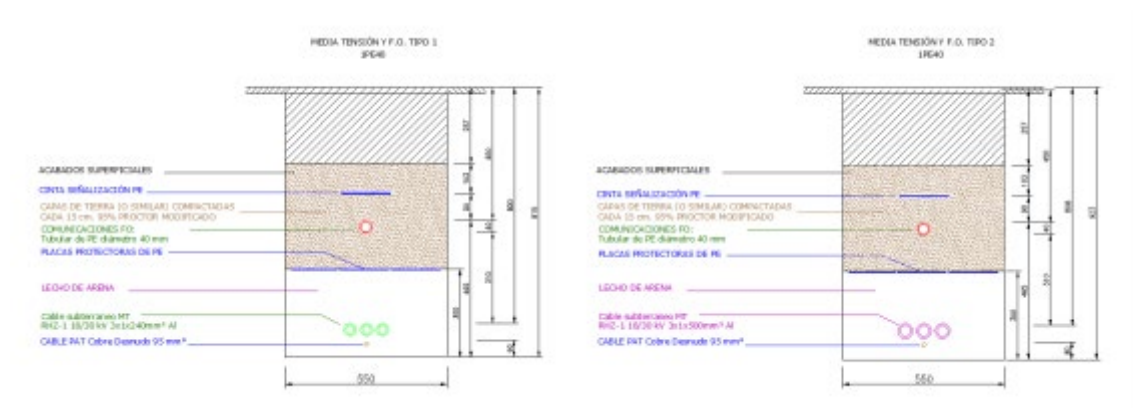 MEDIA TENSIÓN Y F.O. TIPO 1
1PE40
ACABADOS SUPERFICIALES
CINTA SEÑALIZACIÓN PE
CAPAS DE TIERRA (O SIMILAR) COMPACTADAS
CADA 15 cm. 95% PROCTOR MODIFICADO
COMUNICACIONES FO:
Tubular de PE diámetro 40 mm
PLACAS PROTECTORAS DE PE
LECHO DE ARENA
Cable subterraneo MT
RHZ-1 18/30 kV 3x1x240mm² Al
CABLE PAT Cobre Desnudo 95 mm²
550
MEDIA TENSIÓN Y F.O. TIPO 2
1PE40
ACABADOS SUPERFICIALES
CINTA SEÑALIZACIÓN PE
CAPAS DE TIERRA (O SIMILAR) COMPACTADAS
CADA 15 cm. 95% PROCTOR MODIFICADO
COMUNICACIONES FO:
Tubular de PE diámetro 40 mm
PLACAS PROTECTORAS DE PE
LECHO DE ARENA
Cable subterraneo MT
RHZ-1 18/30 kV 3x1x500mm² Al
CABLE PAT Cobre Desnudo 95 mm²
550